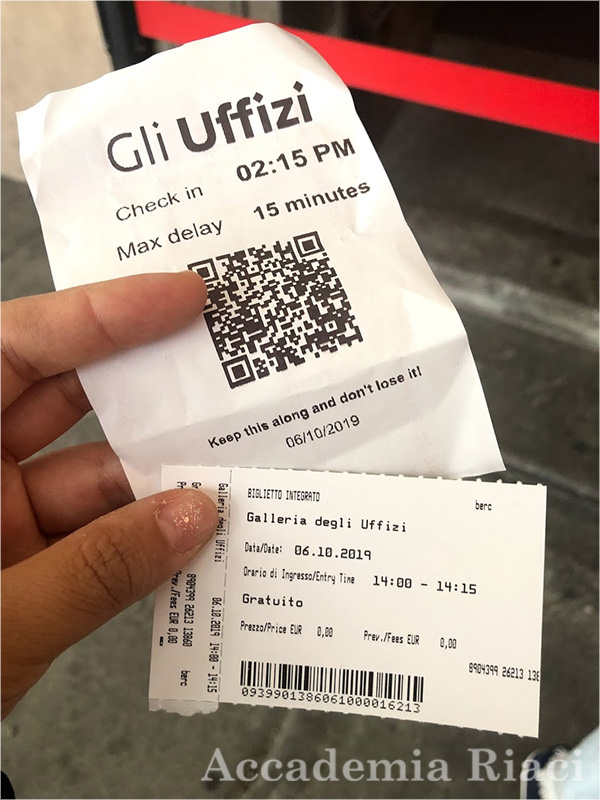 Gli Uffizi
Check in 02:15 PM
Max delay 15 minutes
Keep this along and don't lose it!
06/10/2019
BIGLIETTO INTEGRATO berc
Galleria degli Uffizi
Data/Date: 06.10.2019
Orario di Ingresso/Entry Time 14:00 - 14:15
Gratuito
Prezzo/Price EUR 0,00 Prev./Fees EUR 0,00
8904399 26213
0939901386061000016213
Galleria degli Uffizi 06.10.2019 14:00 - 14:15
8904399 26213 13860
Prev./Fees EUR 0,00 berc
Accademia Riaci